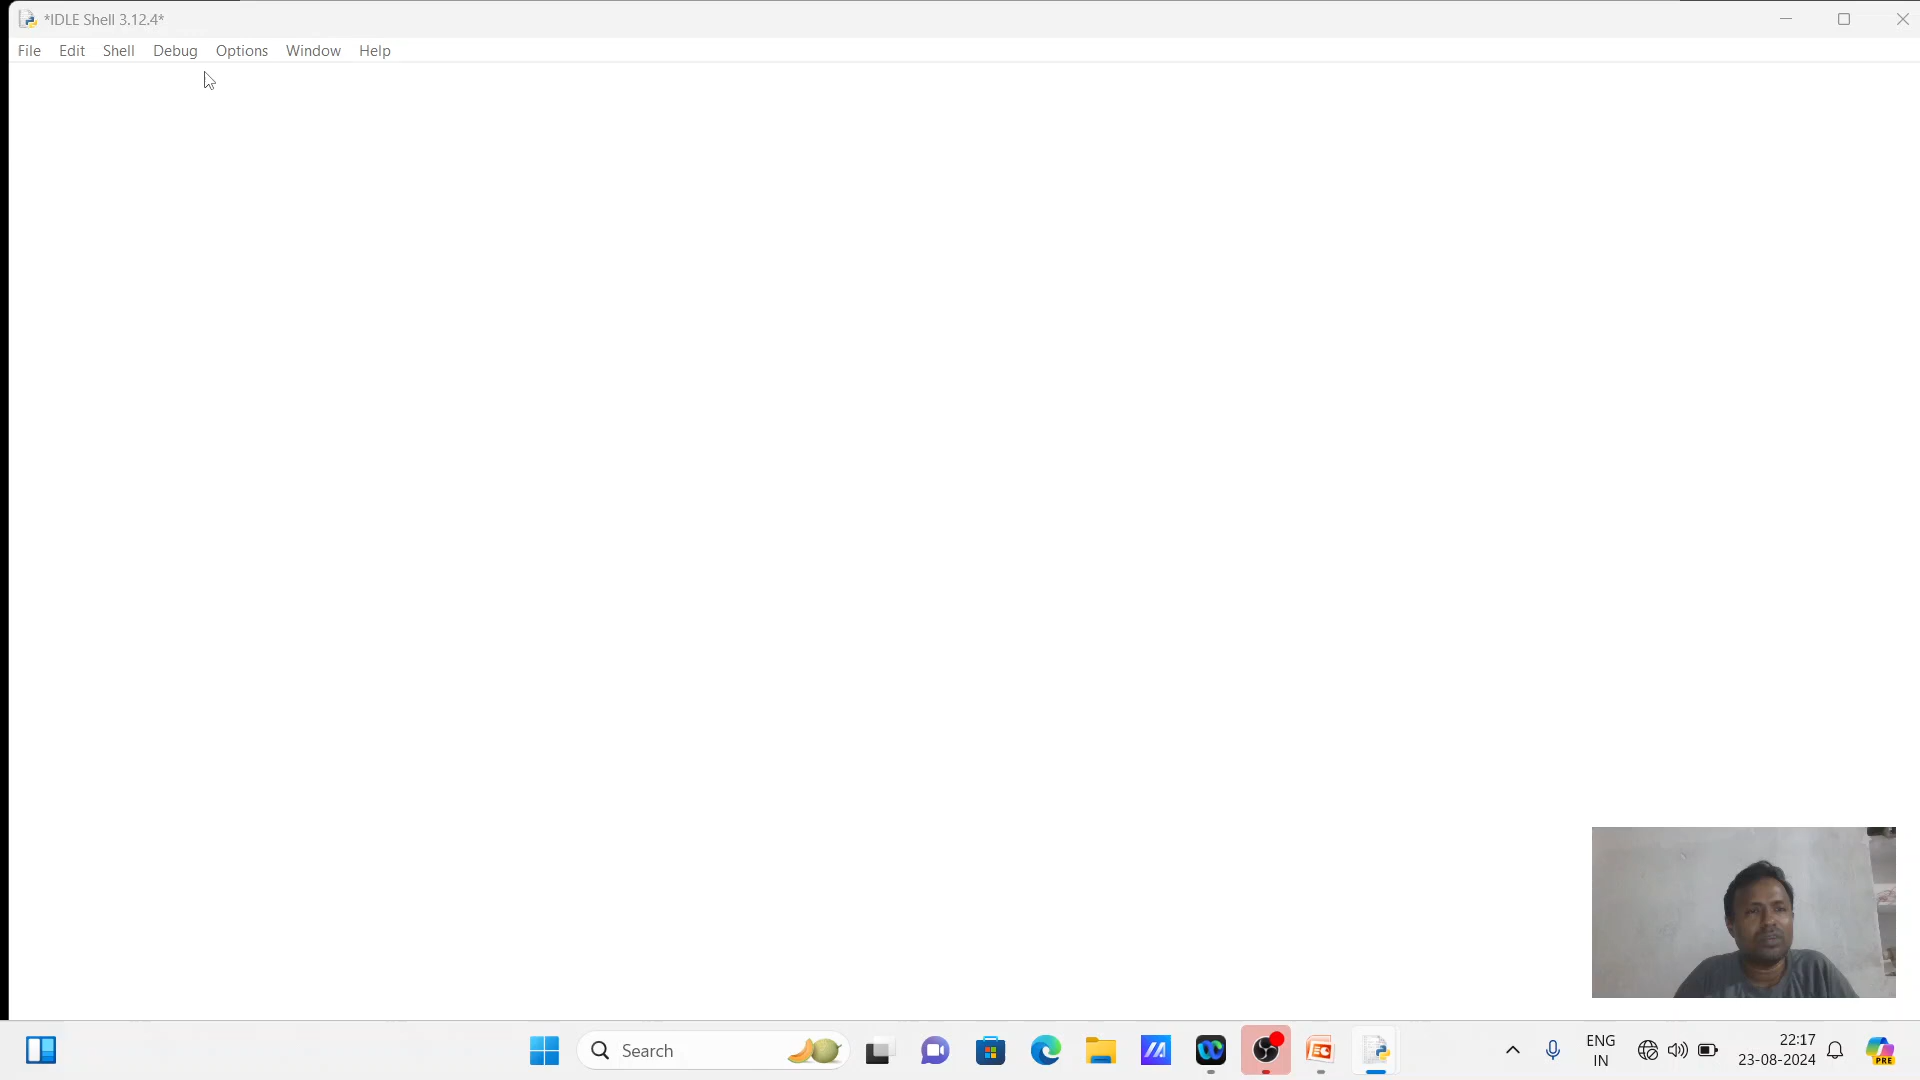 *IDLE Shell 3.12.4*
File Edit Shell Debug Options Window Help
Search
ENG
IN
22:17
23-08-2024
PRE